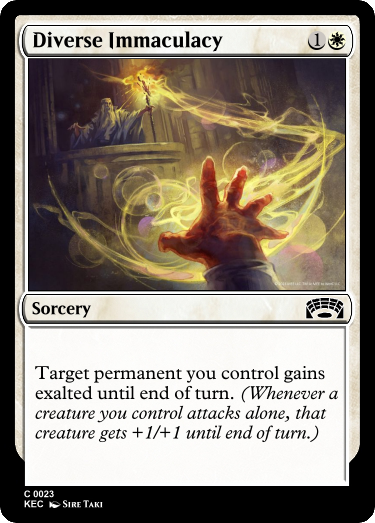 Diverse Immaculacy 1
Sorcery
Target permanent you control gains
exalted until end of turn. (Whenever a
creature you control attacks alone, that
creature gets +1/+1 until end of turn.)
C 0023
KEC Sire Taki